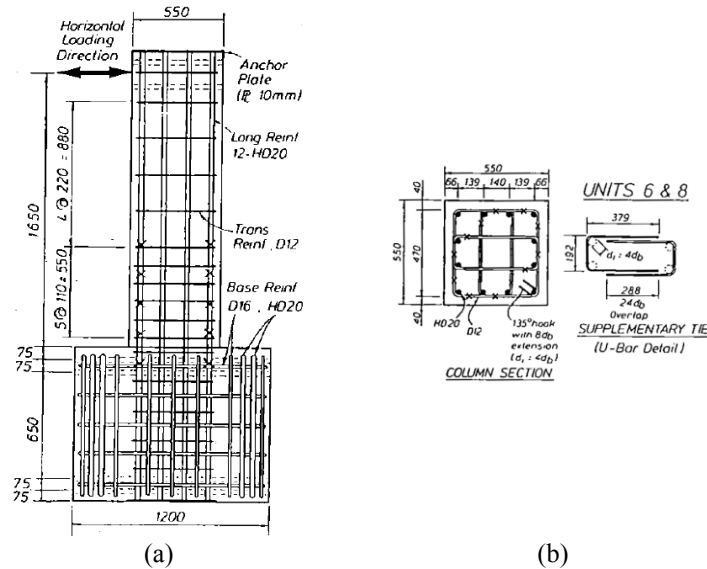 550
Horizontal
Loading
Direction
Anchor
Plate
(PL 10mm)
Long Reinf
12-HD20
4 @ 220 = 880
1650
Trans
Reinf, D12
5 @ 110 = 550
Base Reinf
D16, HD20
75
75
650
75
75
1200
(a)
550
66 139 140 139 66
40
550
470
40
HD20
D12
135° hook
with 8db
extension
(di = 4db)
COLUMN SECTION
UNITS 6 & 8
379
192
di = 4db
288
24db
Overlap
SUPPLEMENTARY TIE
(U-Bar Detail)
(b)